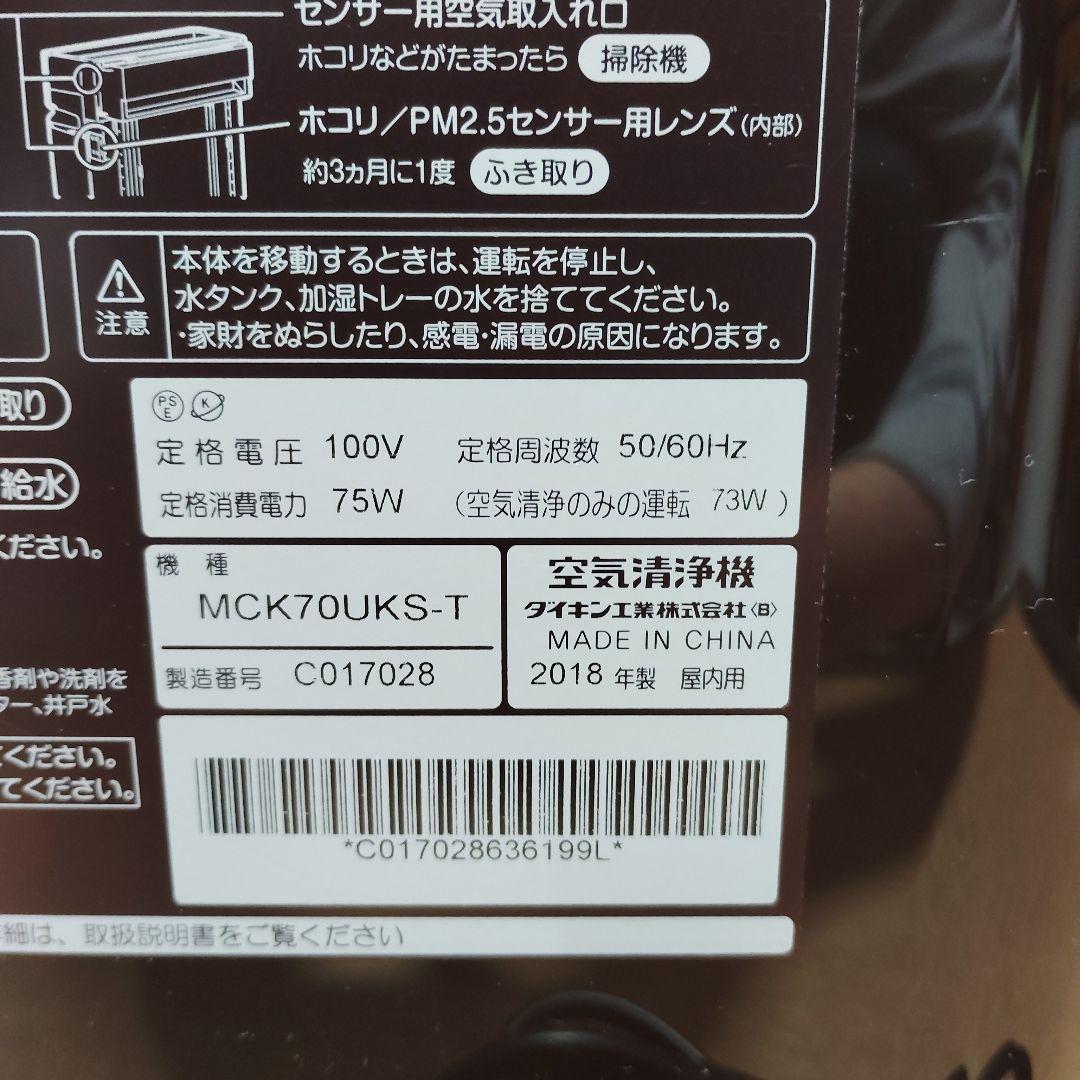 センサー用空気取入れ口
ホコリなどがたまったら 掃除機
ホコリ／PM2.5センサー用レンズ(内部)
約3ヵ月に1度 ふき取り
注意
本体を移動するときは、運転を停止し、
水タンク、加湿トレーの水を捨ててください。
・家財をぬらしたり、感電・漏電の原因になります。
取り
給水
ください。
香剤や洗剤を
ター、井戸水
てください。
てください。
PS
E
K
定格電圧 100V 定格周波数 50/60Hz
定格消費電力 75W (空気清浄のみの運転 73W )
機種
MCK70UKS-T
製造番号 C017028
空気清浄機
ダイキン工業株式会社〈B〉
MADE IN CHINA
2018 年製 屋内用
*C017028636199L*
細は、取扱説明書をご覧ください